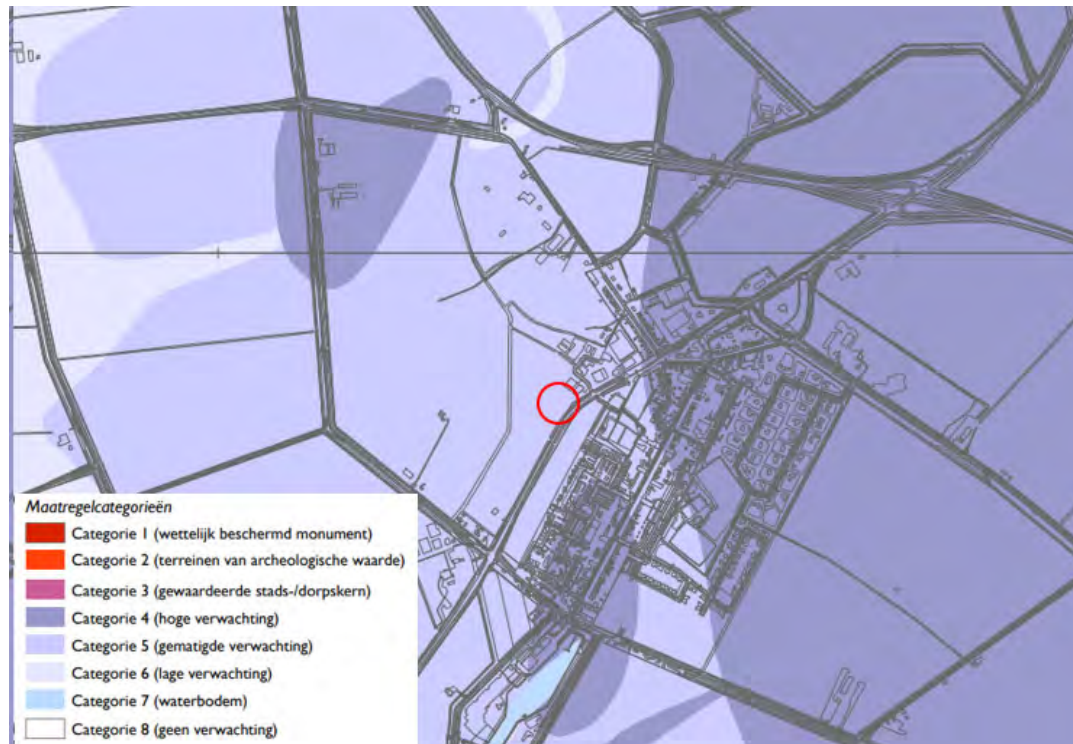 Maatregelcategorieën
Categorie 1 (wettelijk beschermd monument)
Categorie 2 (terreinen van archeologische waarde)
Categorie 3 (gewaardeerde stads-/dorpskern)
Categorie 4 (hoge verwachting)
Categorie 5 (gematigde verwachting)
Categorie 6 (lage verwachting)
Categorie 7 (waterbodem)
Categorie 8 (geen verwachting)